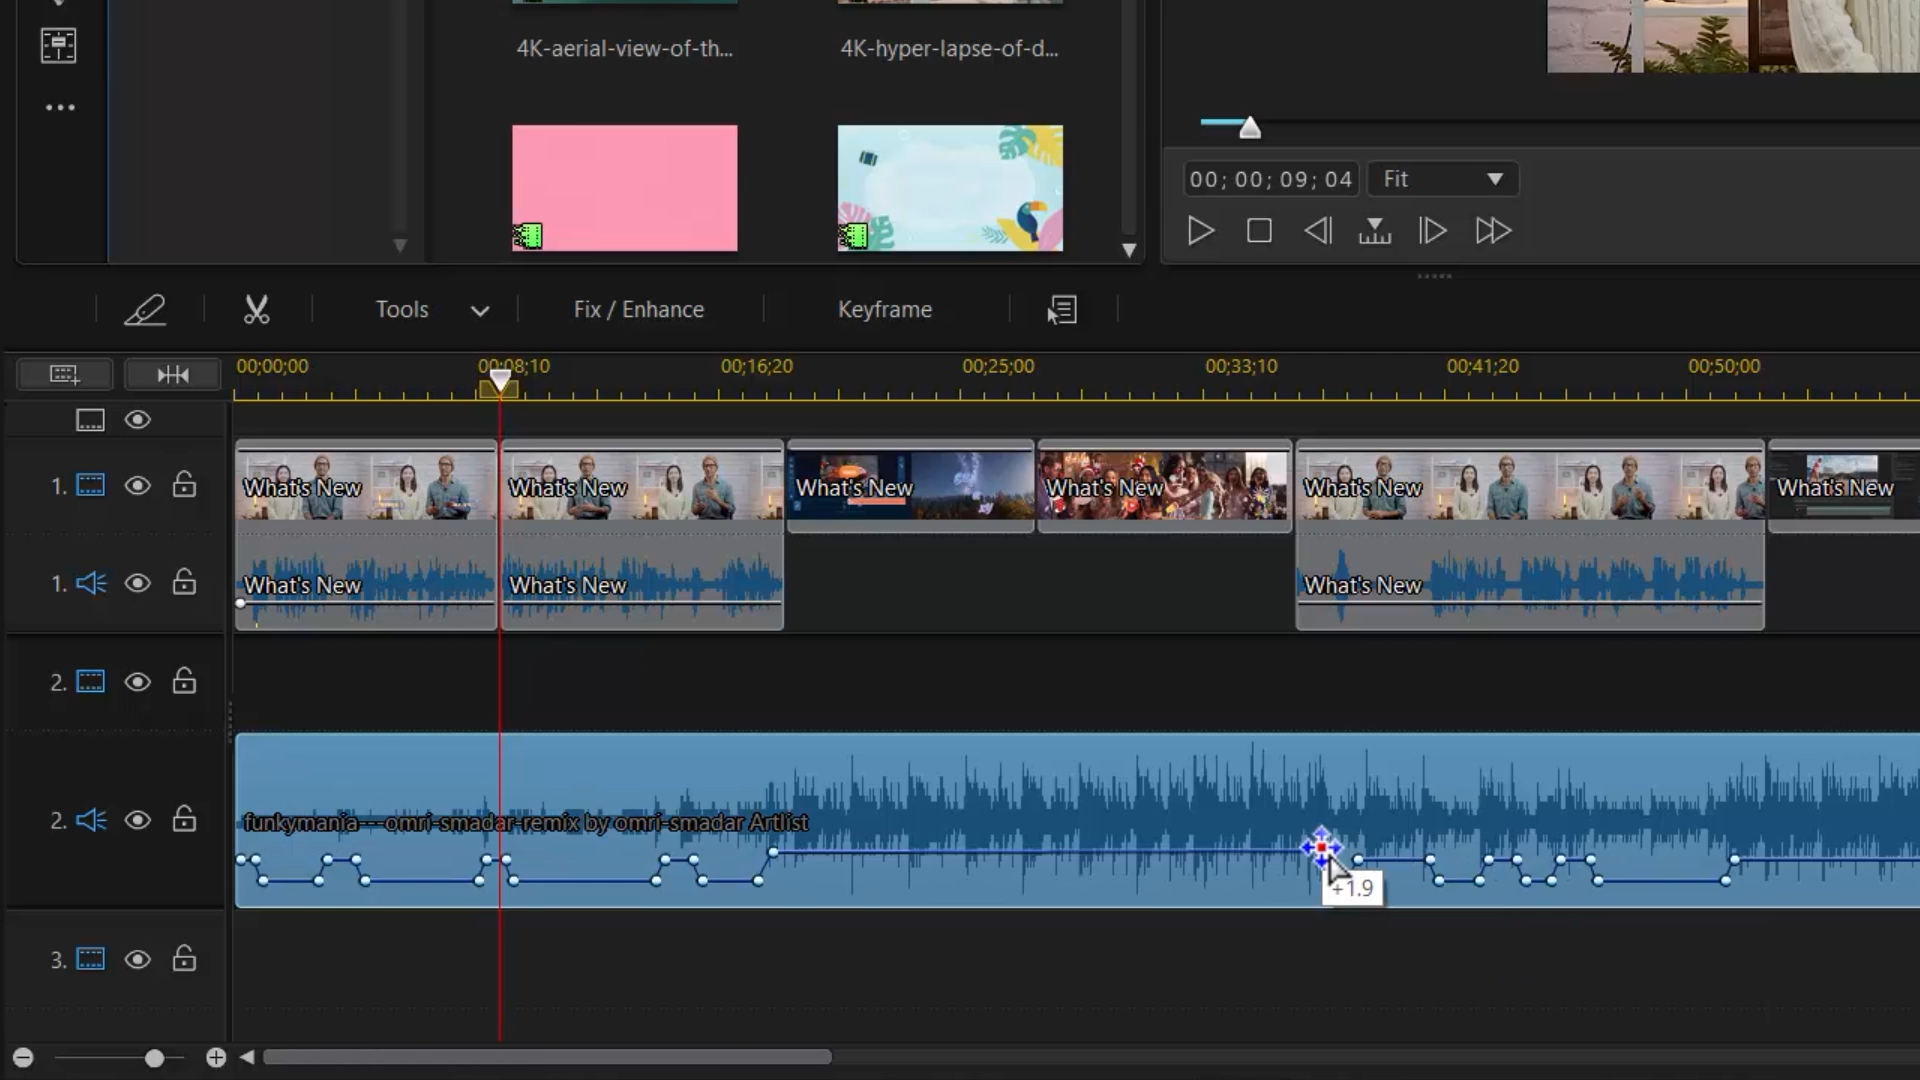 4K-aerial-view-of-th...
4K-hyper-lapse-of-d...
00; 00; 09; 04
Fit
Tools
Fix / Enhance
Keyframe
00;00;00
00;08;10
00;16;20
00;25;00
00;33;10
00;41;20
00;50;00
1.
What's New
What's New
What's New
What's New
What's New
What's New
1.
What's New
What's New
What's New
2.
2.
funkymania---omri-smadar-remix by omri-smadar Artlist
+1.9
3.